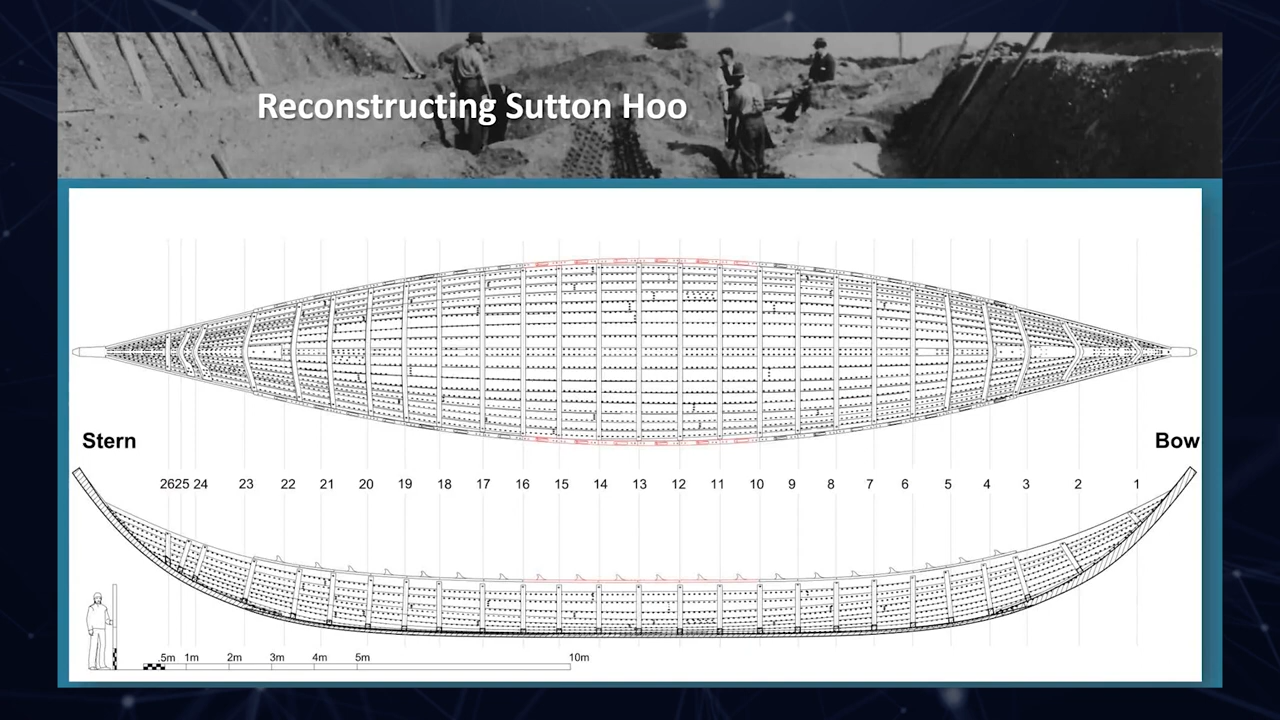 Reconstructing Sutton Hoo
Stern
Bow
26 25 24 23 22 21 20 19 18 17 16 15 14 13 12 11 10 9 8 7 6 5 4 3 2 1
.5m 1m 2m 3m 4m 5m 10m